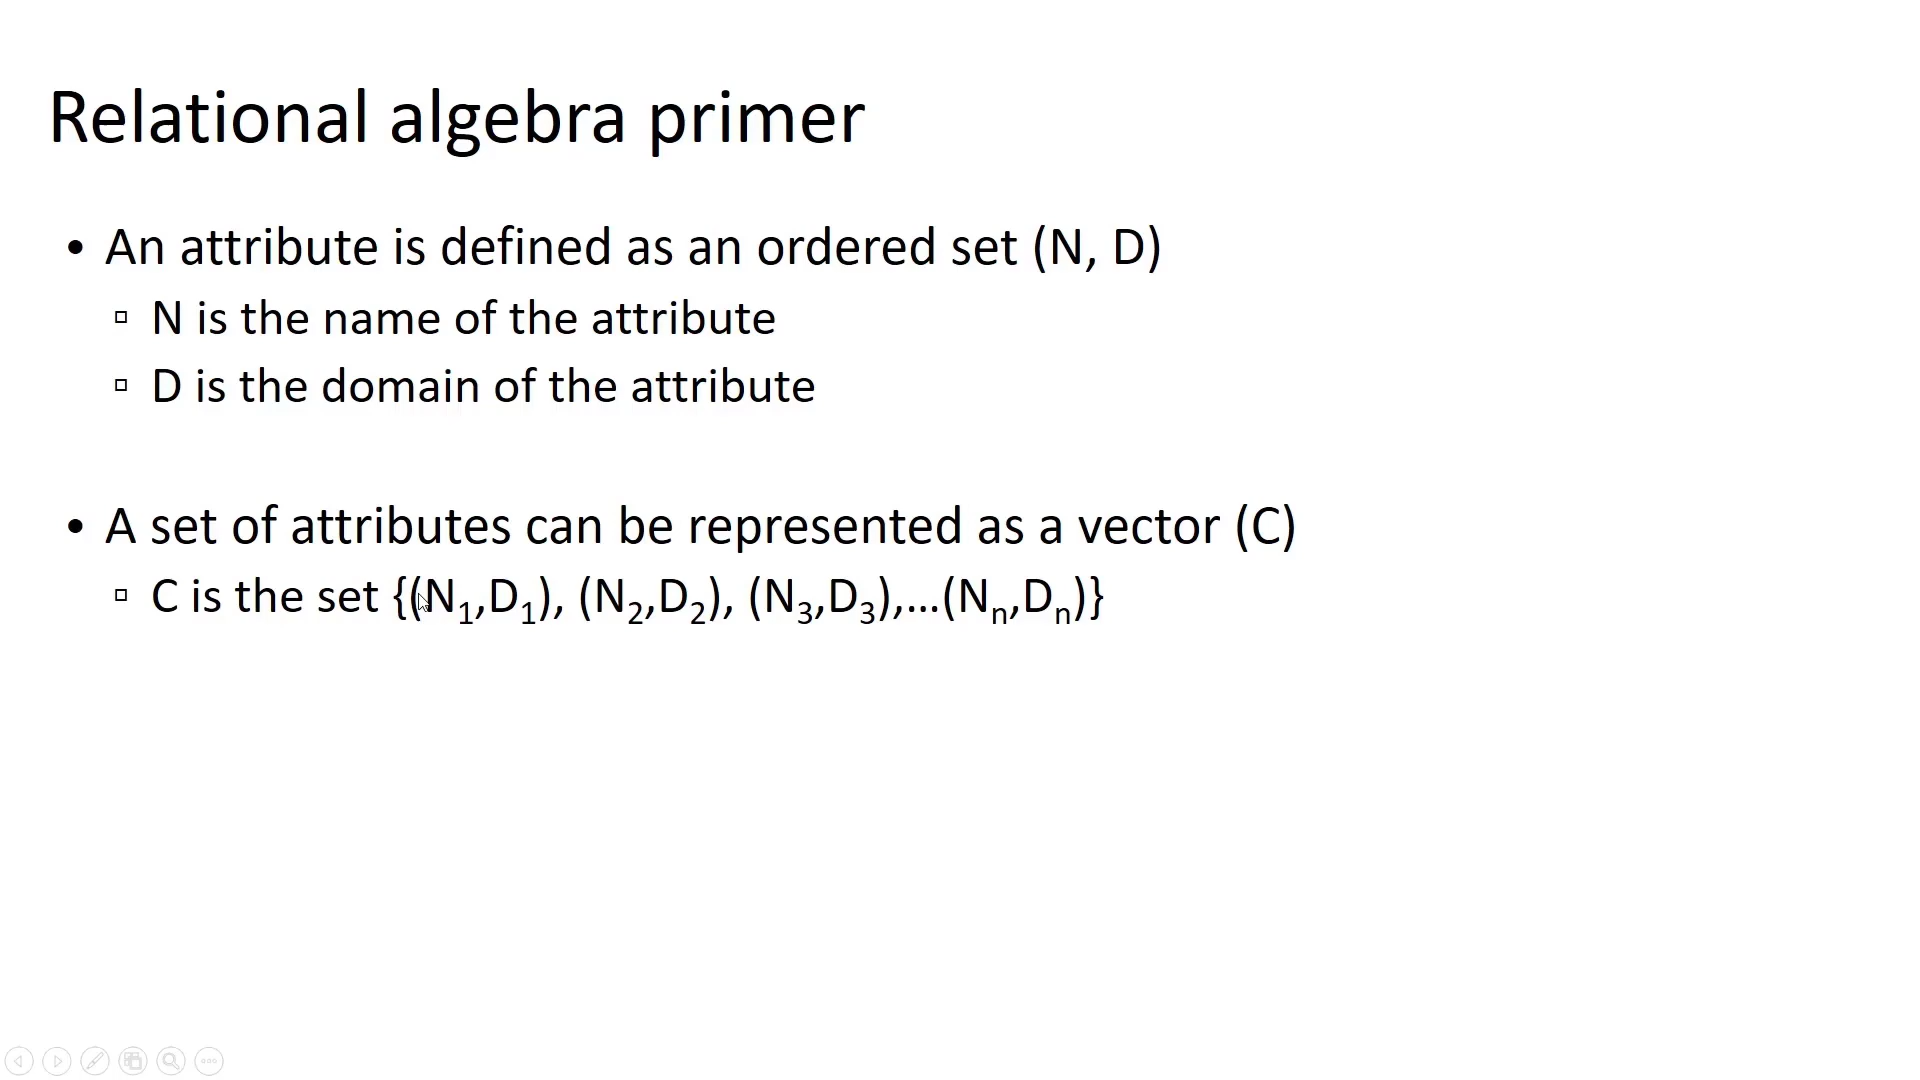 Relational algebra primer
• An attribute is defined as an ordered set (N, D)
▫ N is the name of the attribute
▫ D is the domain of the attribute
• A set of attributes can be represented as a vector (C)
▫ C is the set {(N₁,D₁), (N₂,D₂), (N₃,D₃),…(Nₙ,Dₙ)}